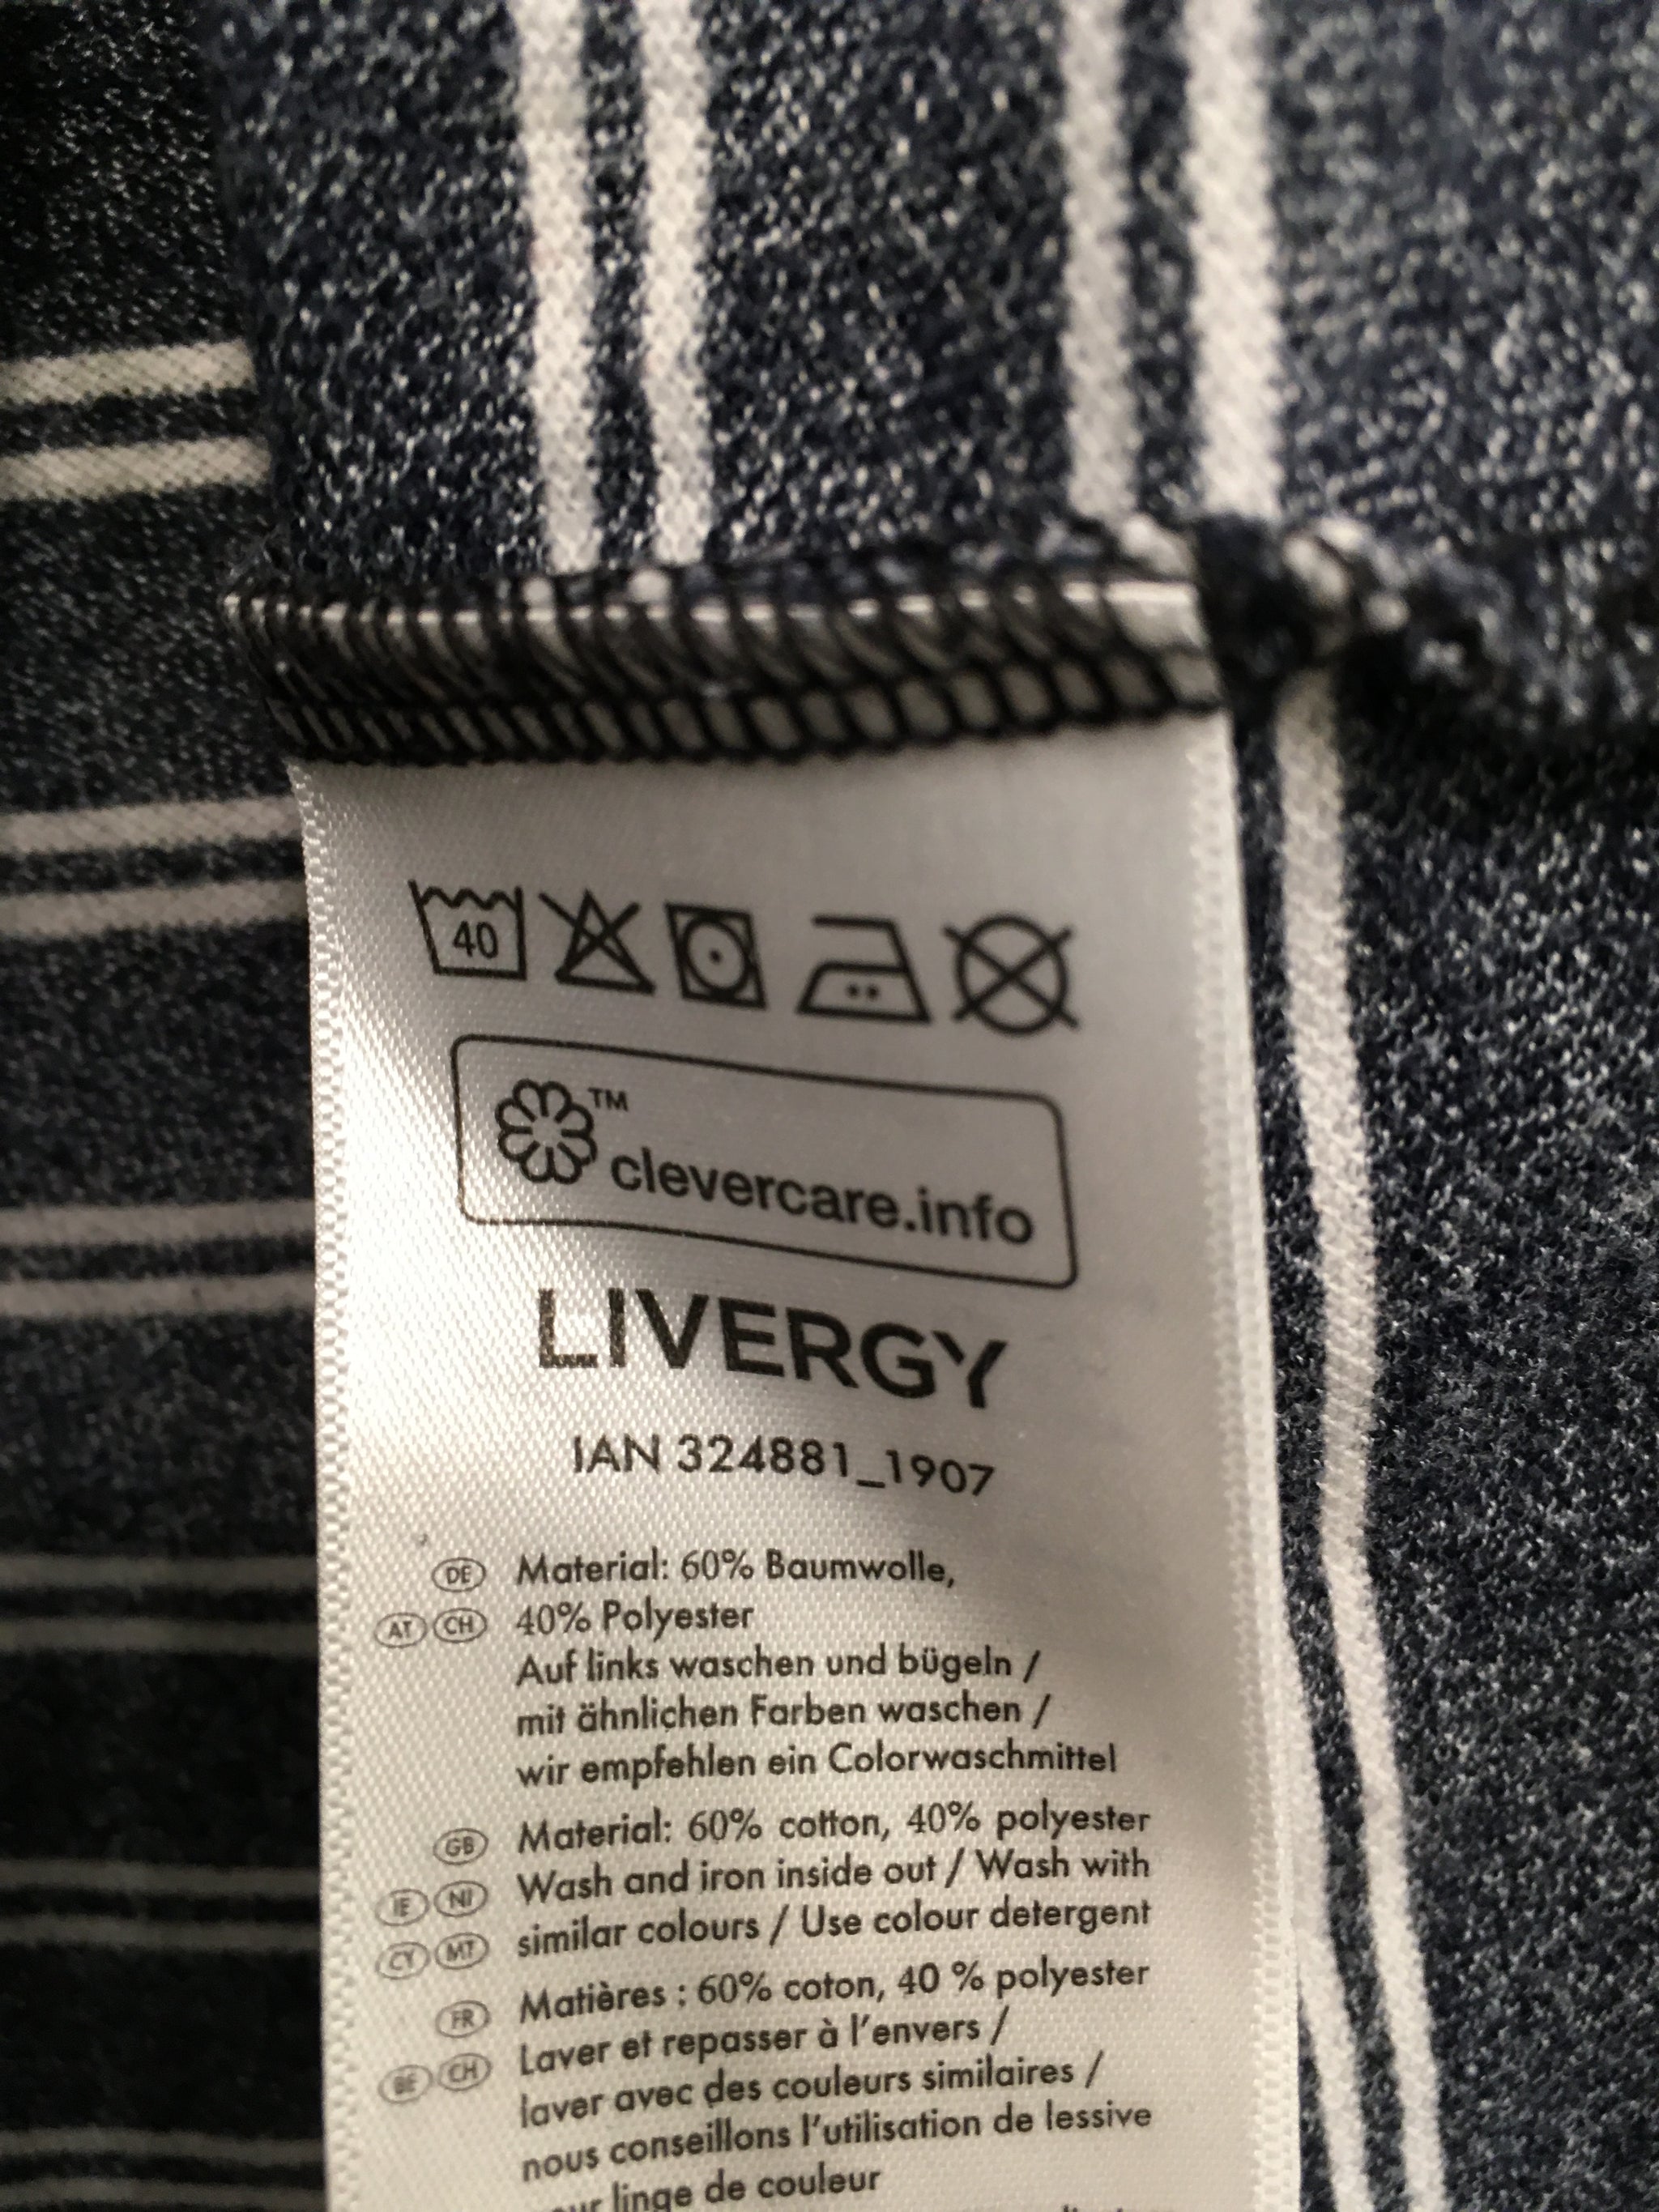 40
TM
clevercare.info
LIVERGY
IAN 324881_1907
DE Material: 60% Baumwolle,
AT CH 40% Polyester
Auf links waschen und bügeln /
mit ähnlichen Farben waschen /
wir empfehlen ein Colorwaschmittel
GB Material: 60% cotton, 40% polyester
IE NI Wash and iron inside out / Wash with
CY MT similar colours / Use colour detergent
FR Matières : 60% coton, 40 % polyester
BE CH Laver et repasser à l'envers /
laver avec des couleurs similaires /
nous conseillons l'utilisation de lessive
linge de couleur